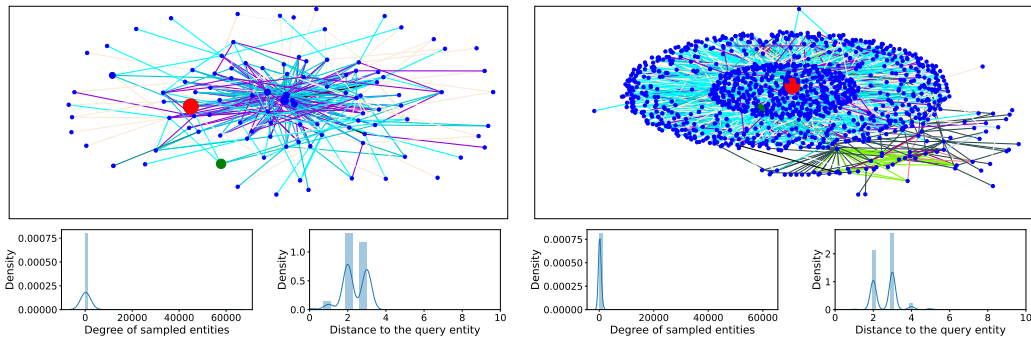 0.00075
0.00050
0.00025
0.00000
Density
0 20000 40000 60000
Degree of sampled entities
1.0
0.5
0.0
Density
0 2 4 6 8 10
Distance to the query entity
0.00075
0.00050
0.00025
0.00000
Density
0 20000 40000 60000
Degree of sampled entities
2
1
0
Density
0 2 4 6 8 10
Distance to the query entity